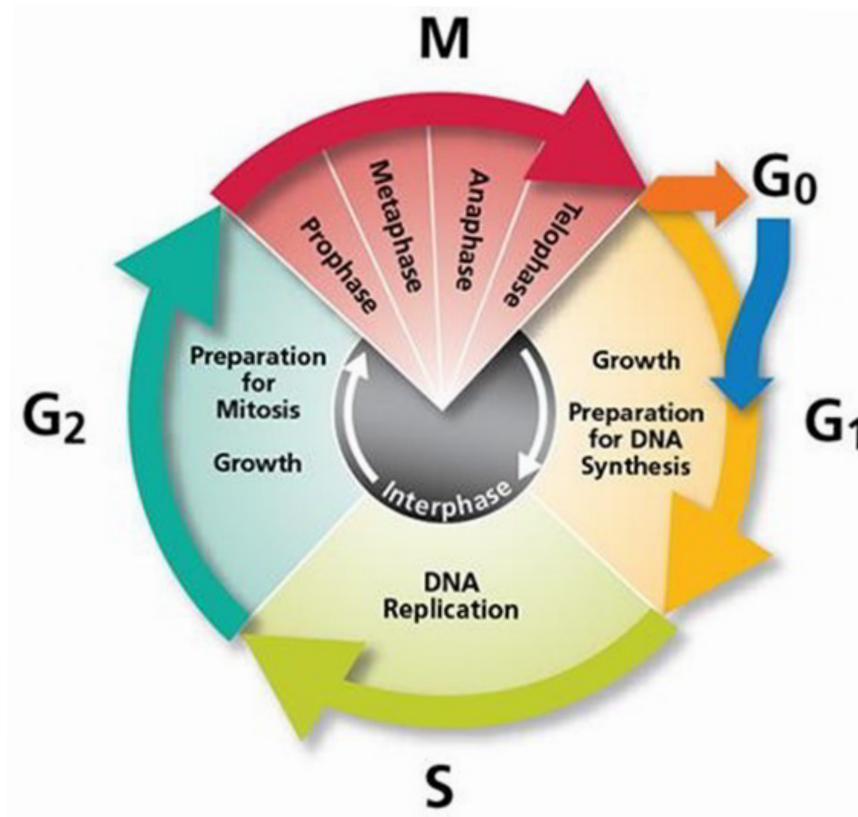 M
G0
Prophase
Metaphase
Anaphase
Telophase
Preparation
for
Mitosis
Growth
Growth
Preparation
for DNA
Synthesis
G2
G1
Interphase
DNA
Replication
S